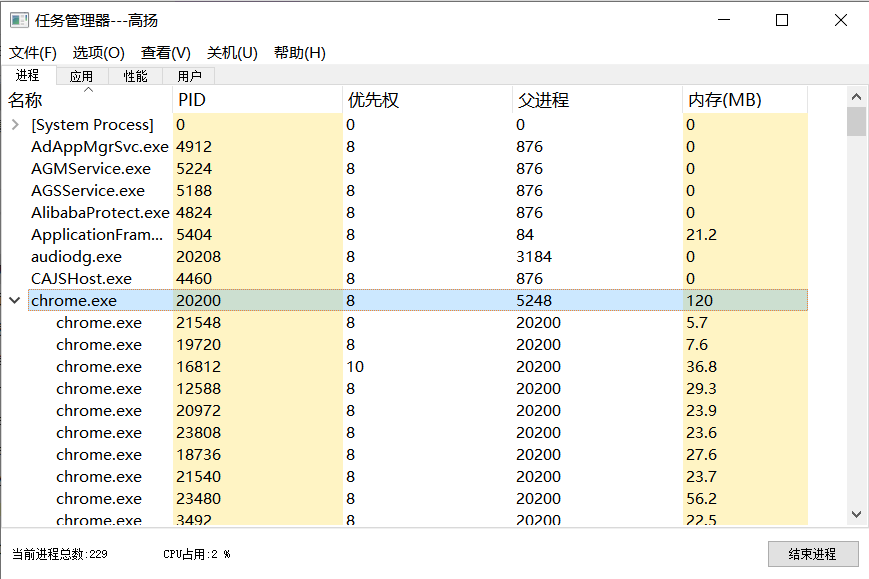 任务管理器---高扬
文件(F) 选项(O) 查看(V) 关机(U) 帮助(H)
进程 应用 性能 用户
名称 PID 优先权 父进程 内存(MB)
[System Process] 0 0 0 0
AdAppMgrSvc.exe 4912 8 876 0
AGMService.exe 5224 8 876 0
AGSService.exe 5188 8 876 0
AlibabaProtect.exe 4824 8 876 0
ApplicationFram... 5404 8 84 21.2
audiodg.exe 20208 8 3184 0
CAJSHost.exe 4460 8 876 0
chrome.exe 20200 8 5248 120
chrome.exe 21548 8 20200 5.7
chrome.exe 19720 8 20200 7.6
chrome.exe 16812 10 20200 36.8
chrome.exe 12588 8 20200 29.3
chrome.exe 20972 8 20200 23.9
chrome.exe 23808 8 20200 23.6
chrome.exe 18736 8 20200 27.6
chrome.exe 21540 8 20200 23.7
chrome.exe 23480 8 20200 56.2
chrome.exe 3492 8 20200 22.5
当前进程总数:229 CPU占用:2 % 结束进程